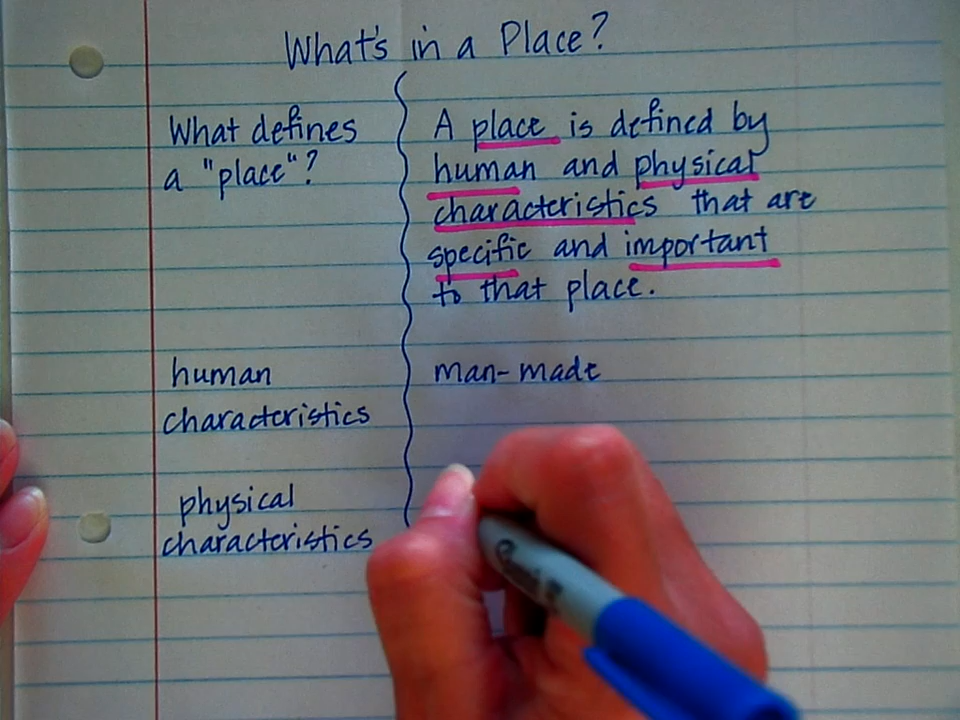 What's in a Place?
What defines
a "place"?
A place is defined by
human and physical
characteristics that are
specific and important
to that place.
human
characteristics
man-made
physical
characteristics